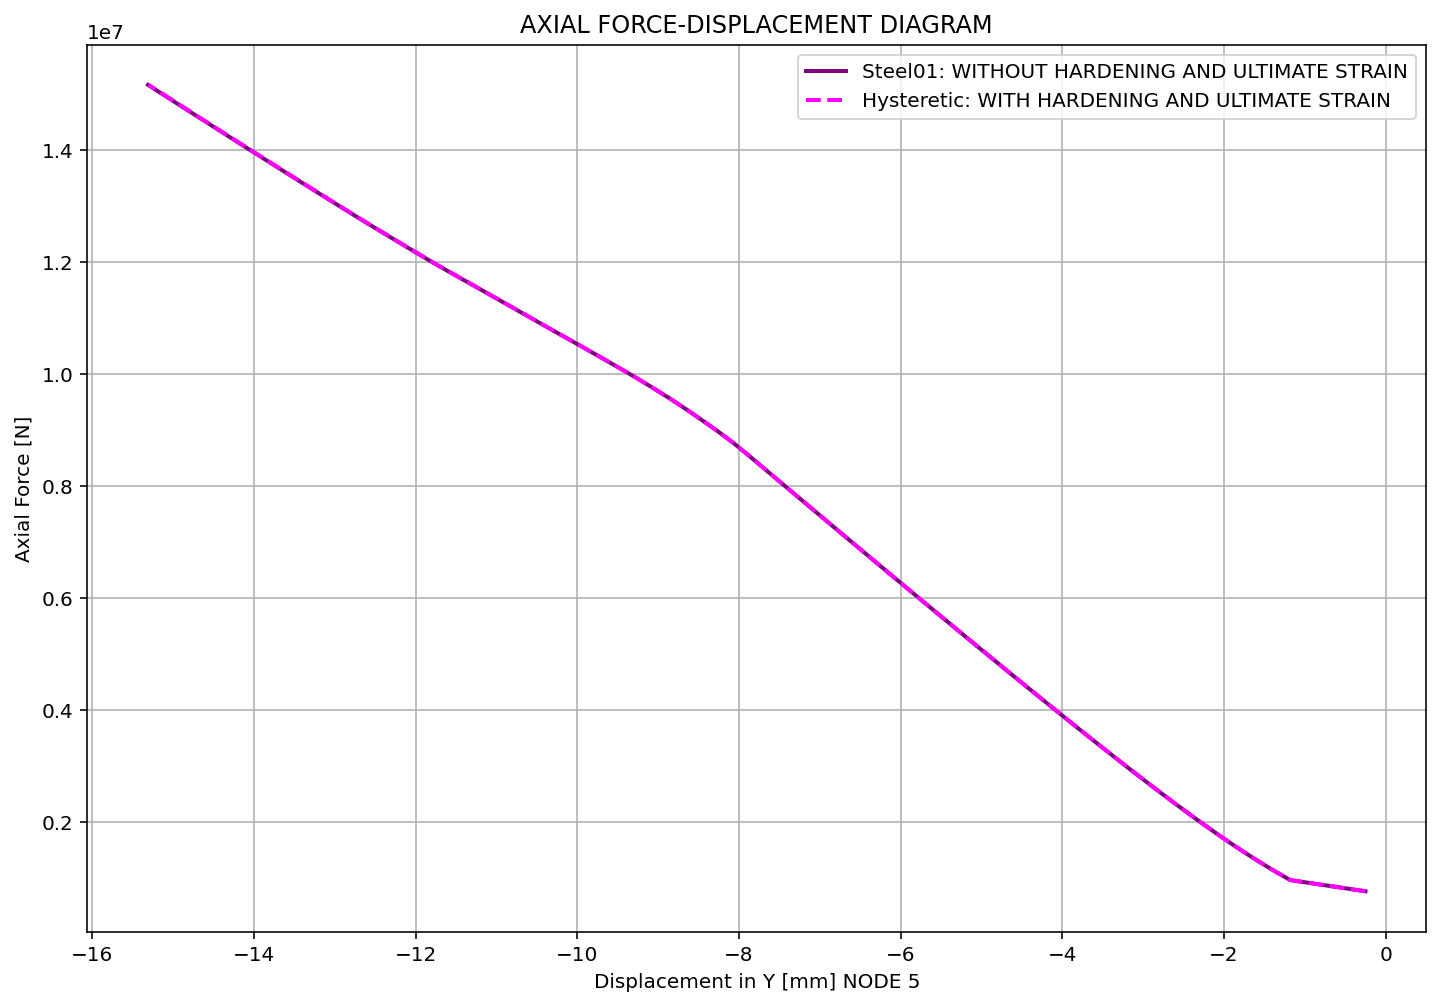 AXIAL FORCE-DISPLACEMENT DIAGRAM
1e7
Steel01: WITHOUT HARDENING AND ULTIMATE STRAIN
Hysteretic: WITH HARDENING AND ULTIMATE STRAIN
1.4
1.2
1.0
0.8
0.6
0.4
0.2
Axial Force [N]
−16 −14 −12 −10 −8 −6 −4 −2 0
Displacement in Y [mm] NODE 5